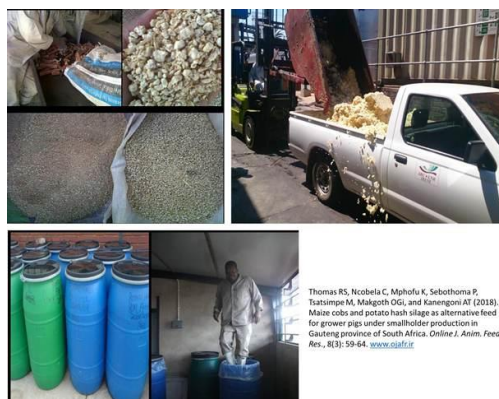 Thomas RS, Ncobela C, Mphofu K, Sebothoma P,
Tsatsimpe M, Makgoth OGi, and Kanengoni AT (2018).
Maize cobs and potato hash silage as alternative feed
for grower pigs under smallholder production in
Gauteng province of South Africa. Online J. Anim. Feed
Res., 8(3): 59-64. www.ojafr.ir